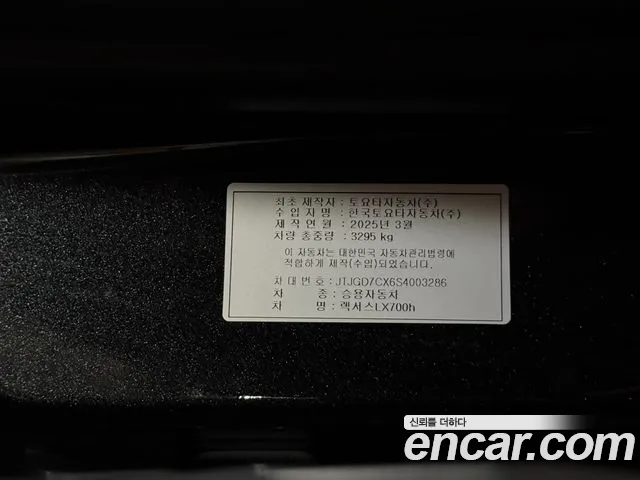 최초 제작자 : 토요타자동차(주)
수 입 자 명 : 한국토요타자동차(주)
제 작 연 월 : 2025년 3월
차량 총중량 : 3295 kg
이 자동차는 대한민국 자동차관리법령에
적합하게 제작(수입)되었습니다.
차 대 번 호 : JTJGD7CX6S4003286
차 종 : 승용자동차
차 명 : 렉서스LX700h
신뢰를 더하다
encar.com